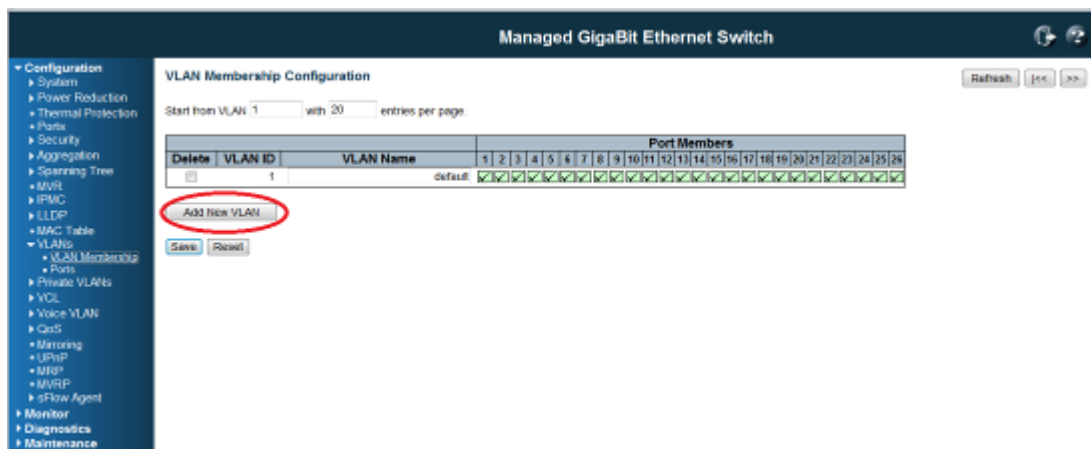 Managed GigaBit Ethernet Switch
Configuration
System
Power Reduction
Thermal Protection
Ports
Security
Aggregation
Spanning Tree
MVR
IPMC
LLDP
MAC Table
VLANs
VLAN Membership
Ports
Private VLANs
VCL
Voice VLAN
QoS
Mirroring
UPnP
MRP
MVRP
sFlow Agent
Monitor
Diagnostics
Maintenance
VLAN Membership Configuration
Refresh |<< >>
Start from VLAN 1 with 20 entries per page.
Port Members
Delete VLAN ID VLAN Name 1 2 3 4 5 6 7 8 9 10 11 12 13 14 15 16 17 18 19 20 21 22 23 24 25 26
1 default
Add New VLAN
Save Reset